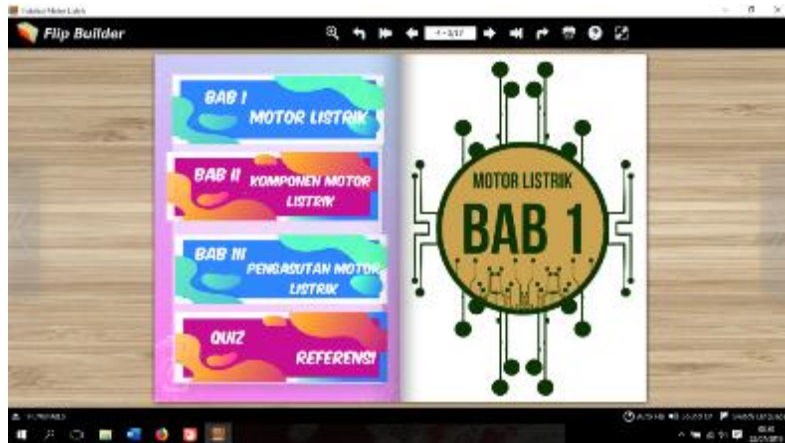 Flip Builder
BAB I
MOTOR LISTRIK
BAB II
KOMPONEN MOTOR
LISTRIK
BAB III
PENGASUTAN MOTOR
LISTRIK
QUIZ
REFERENSI
MOTOR LISTRIK
BAB 1